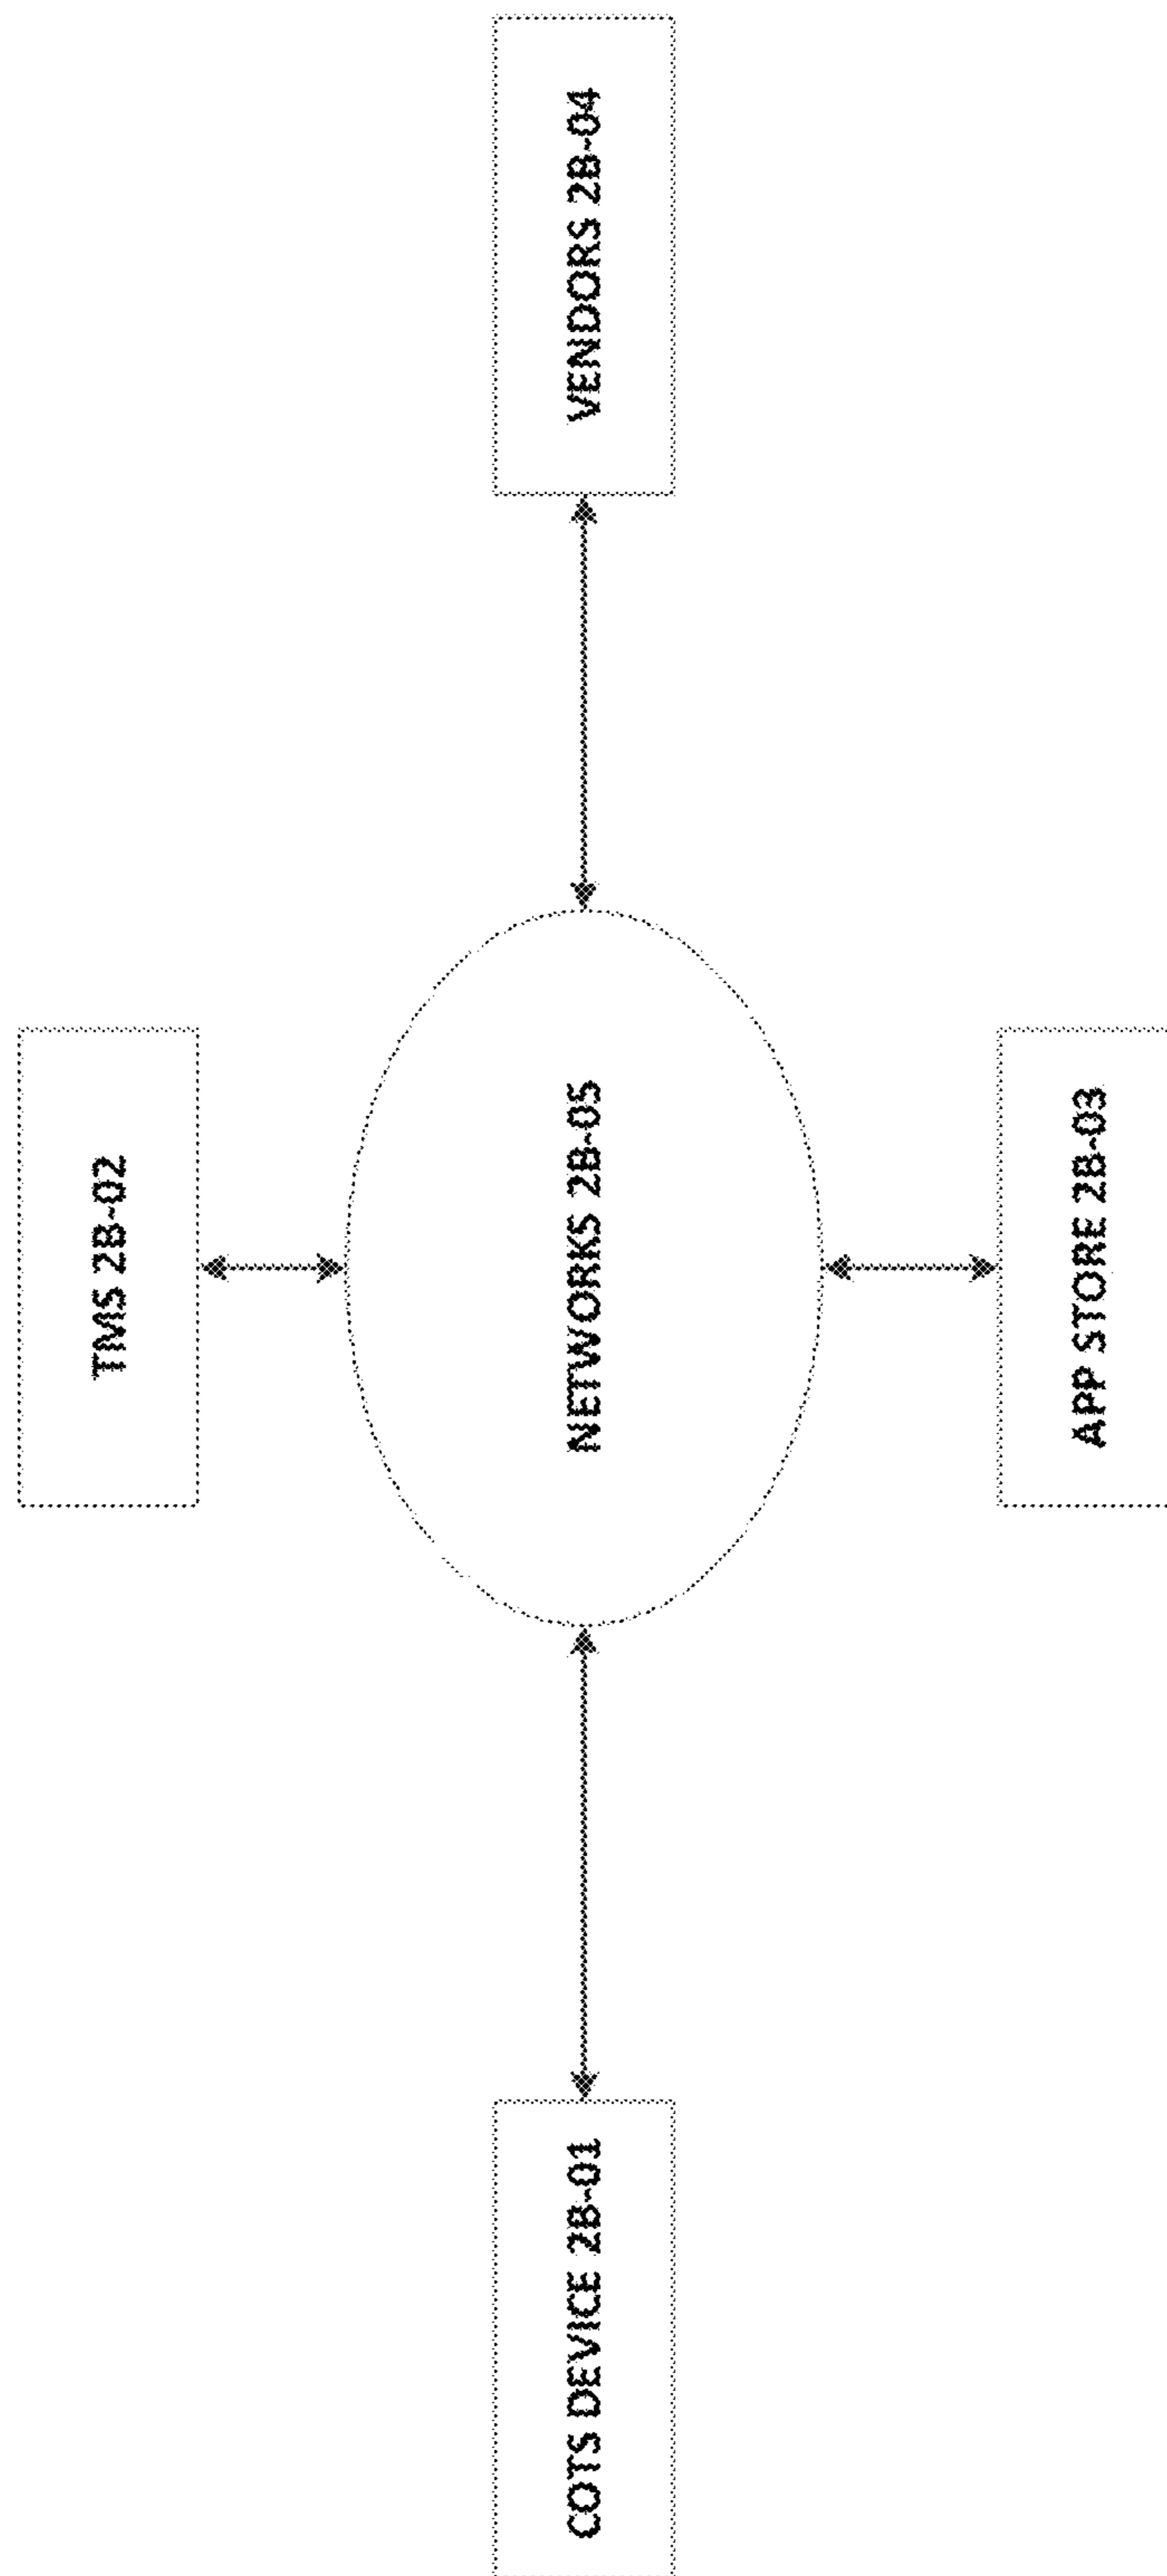 TMS 2B-02
COTS DEVICE 2B-01
NETWORKS 2B-05
VENDORS 2B-04
APP STORE 2B-03